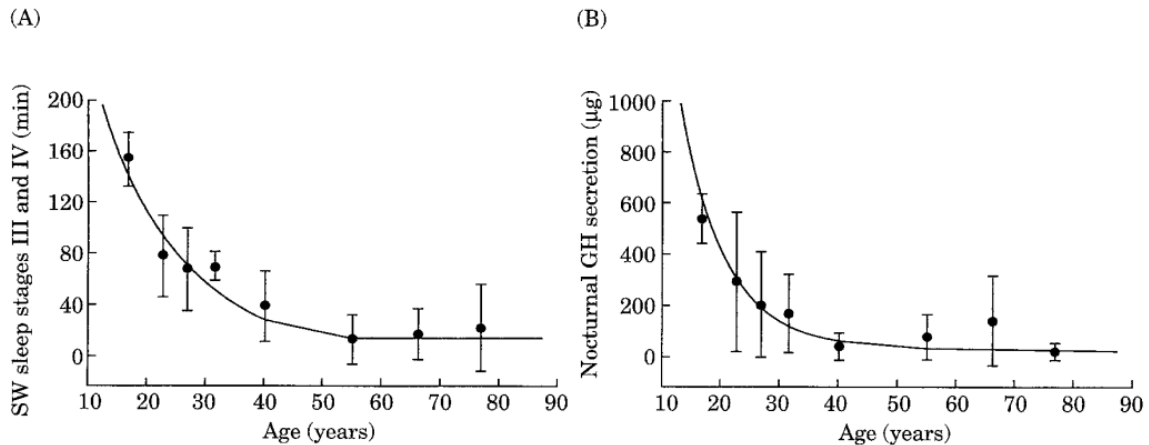 (A)
SW sleep stages III and IV (min)
200
160
120
80
40
0
10 20 30 40 50 60 70 80 90
Age (years)
(B)
Nocturnal GH secretion (µg)
1000
800
600
400
200
0
10 20 30 40 50 60 70 80 90
Age (years)